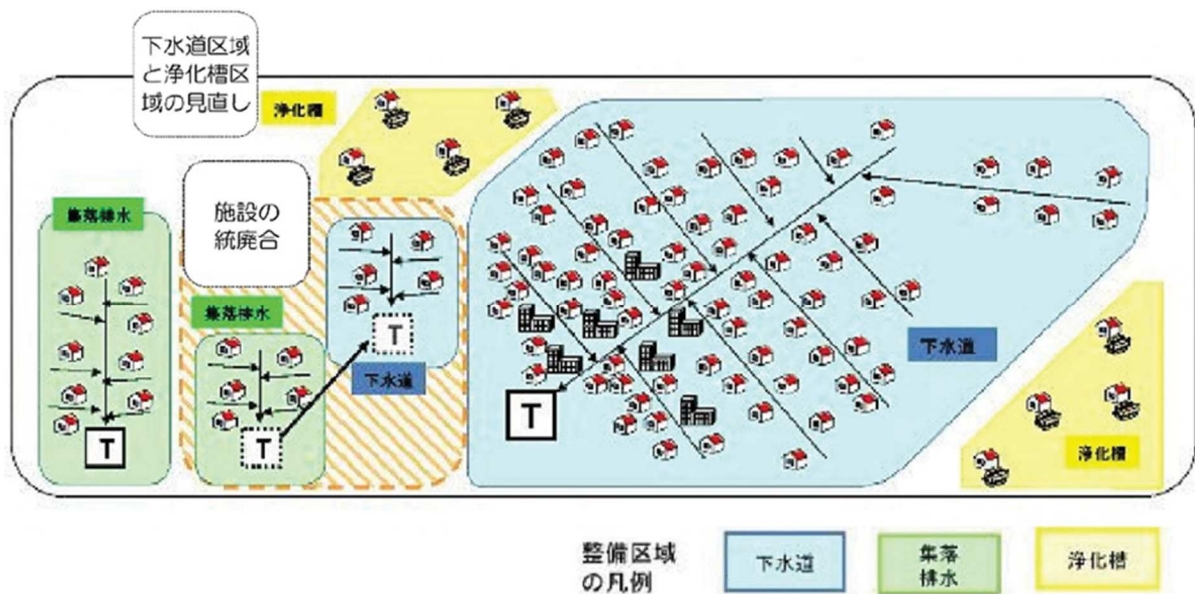 下水道区域
と浄化槽区
域の見直し
浄化槽
施設の
統廃合
集落排水
集落排水
T
下水道
T
T
T
下水道
浄化槽
整備区域
の凡例
下水道
集落
排水
浄化槽